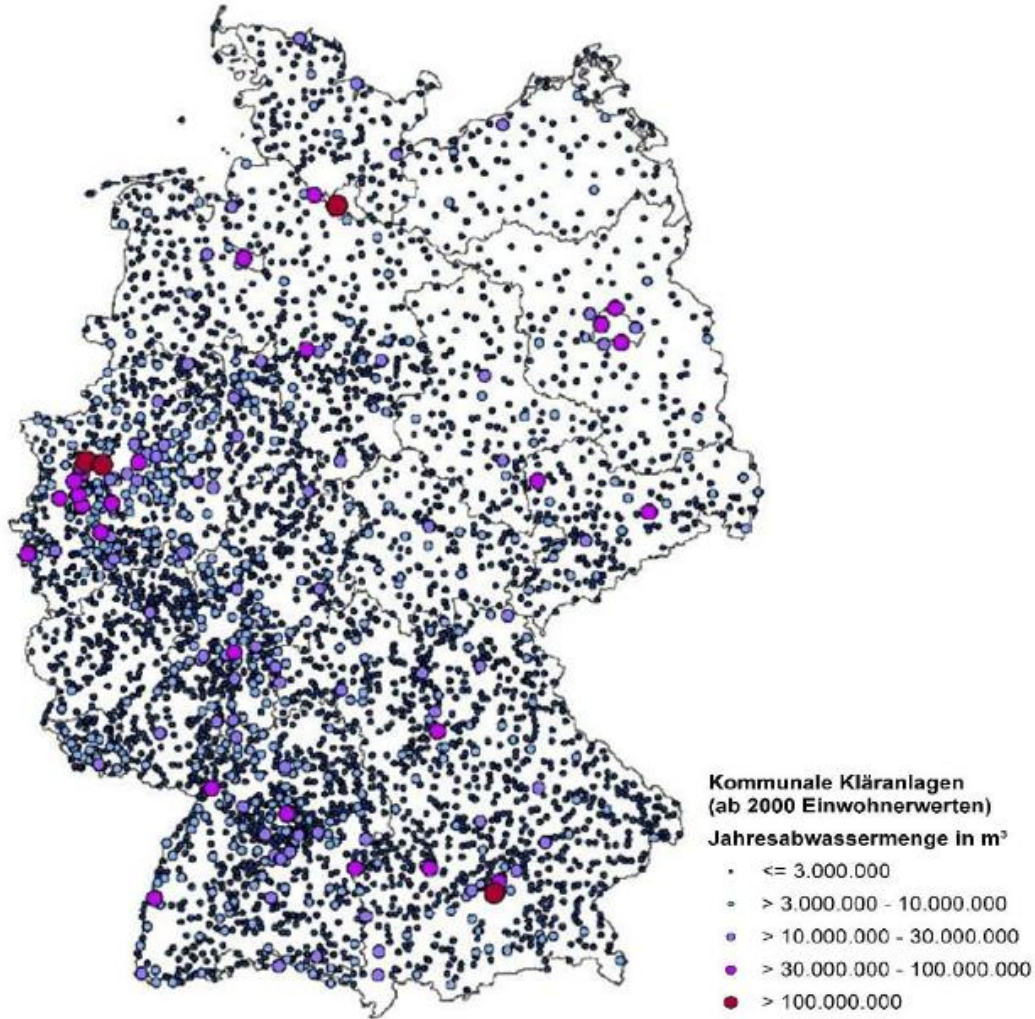 Kommunale Kläranlagen
(ab 2000 Einwohnerwerten)
Jahresabwassermenge in m³
<= 3.000.000
> 3.000.000 - 10.000.000
> 10.000.000 - 30.000.000
> 30.000.000 - 100.000.000
> 100.000.000